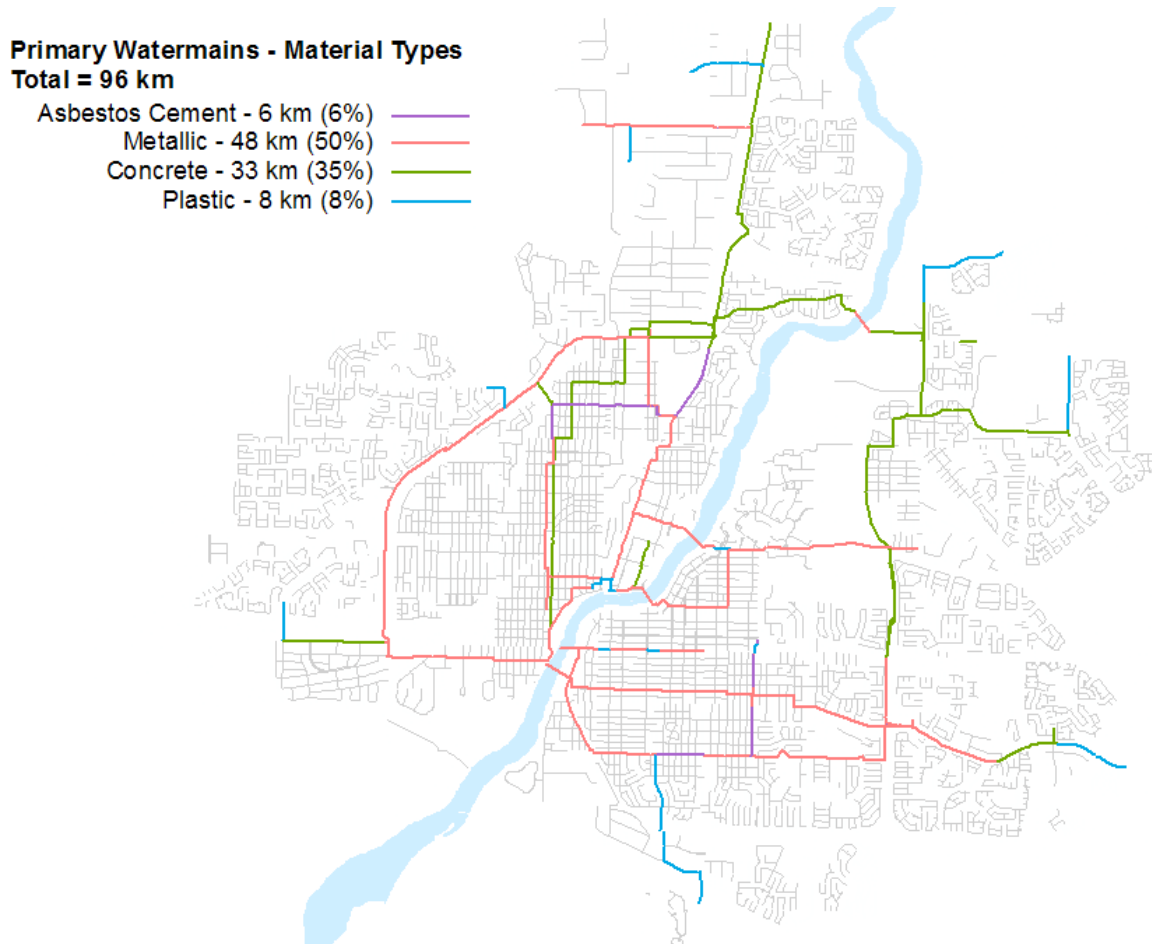 Primary Watermains - Material Types
Total = 96 km
Asbestos Cement - 6 km (6%)
Metallic - 48 km (50%)
Concrete - 33 km (35%)
Plastic - 8 km (8%)